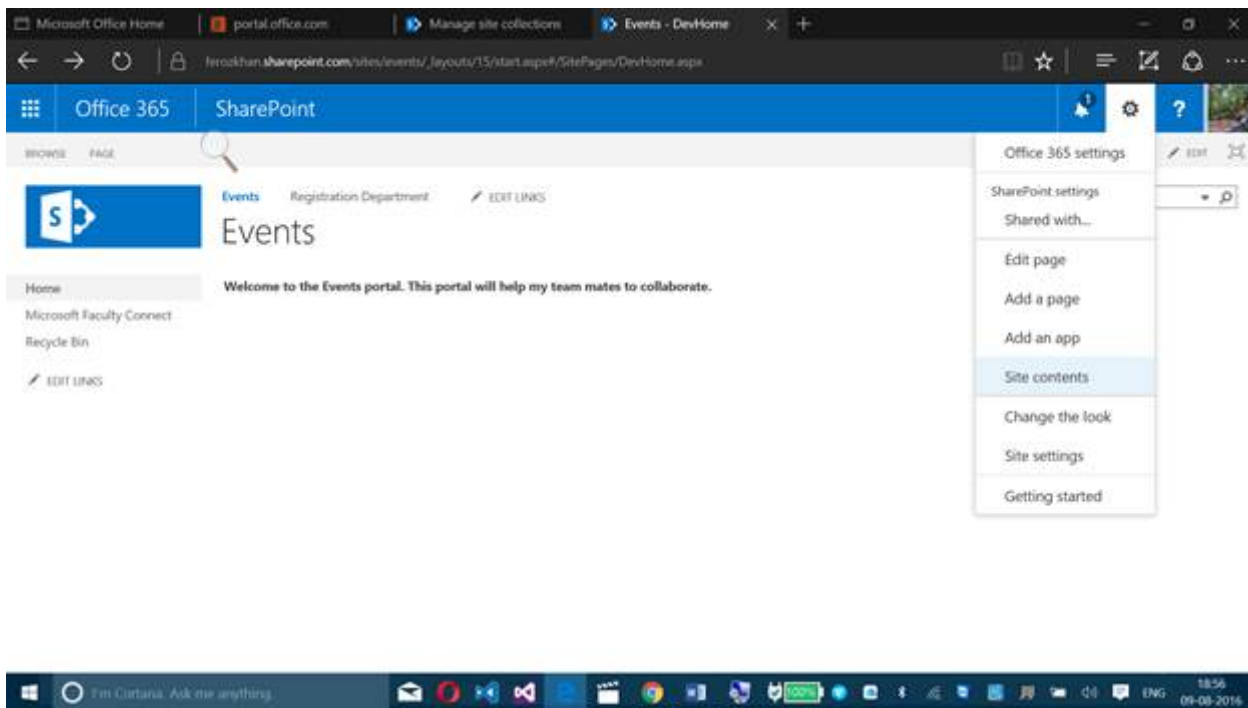 Microsoft Office Home
portal.office.com
Manage site collections
Events - DevHome
ferozkhan.sharepoint.com/sites/events/_layouts/15/start.aspx#/SitePages/DevHome.aspx
Office 365
SharePoint
1
?
BROWSE
PAGE
EDIT
S
Events
Registration Department
EDIT LINKS
Events
Welcome to the Events portal. This portal will help my team mates to collaborate.
Home
Microsoft Faculty Connect
Recycle Bin
EDIT LINKS
Office 365 settings
SharePoint settings
Shared with...
Edit page
Add a page
Add an app
Site contents
Change the look
Site settings
Getting started
I'm Cortana. Ask me anything.
100%
ENG
18:56
09-08-2016